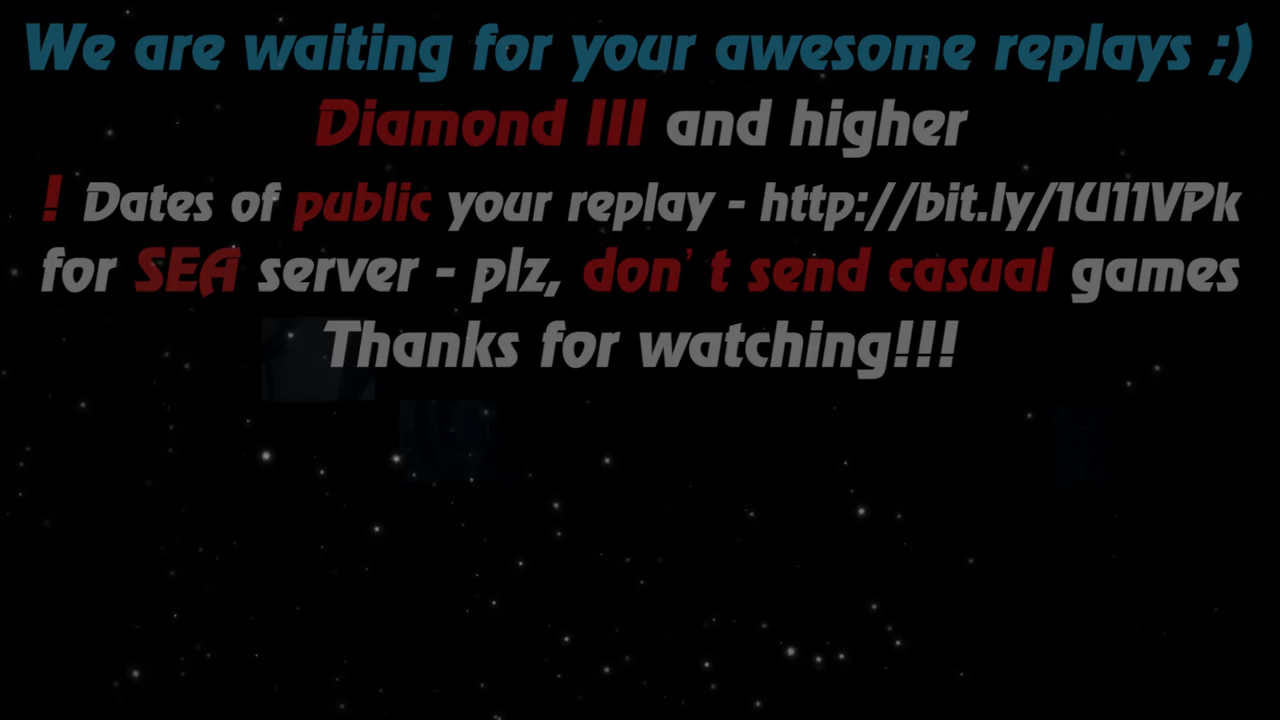 We are waiting for your awesome replays ;)
Diamond III and higher
! Dates of public your replay - http://bit.ly/1U11VPk
for SEA server - plz, don't send casual games
Thanks for watching!!!